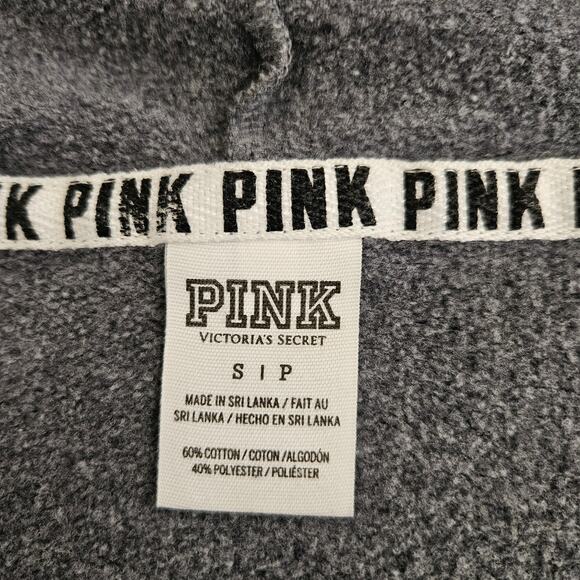 K PINK PINK PINK
PINK
VICTORIA'S SECRET
S | P
MADE IN SRI LANKA / FAIT AU
SRI LANKA / HECHO EN SRI LANKA
60% COTTON / COTON / ALGODÓN
40% POLYESTER / POLIÉSTER